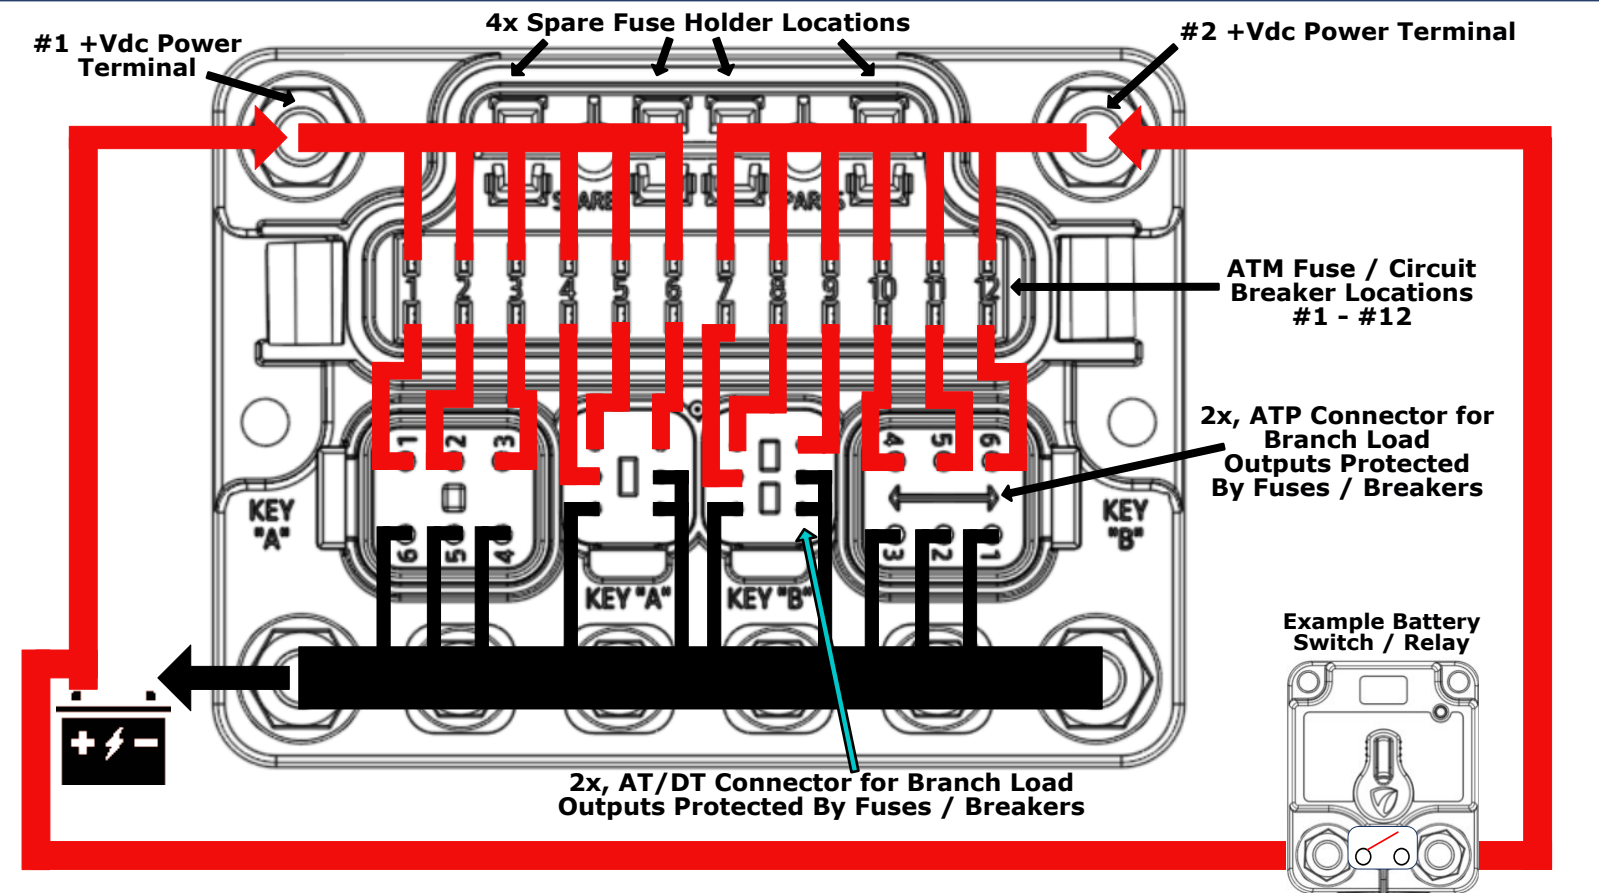 4x Spare Fuse Holder Locations
#1 +Vdc Power
Terminal
#2 +Vdc Power Terminal
SPARE
PARTS
1 2 3 4 5 6 7 8 9 10 11 12
ATM Fuse / Circuit
Breaker Locations
#1 - #12
2x, ATP Connector for
Branch Load
Outputs Protected
By Fuses / Breakers
1 2 3
4 5 6
KEY
"A"
KEY
"B"
6 5 4
3 2 1
KEY "A"
KEY "B"
Example Battery
Switch / Relay
+ -
2x, AT/DT Connector for Branch Load
Outputs Protected By Fuses / Breakers